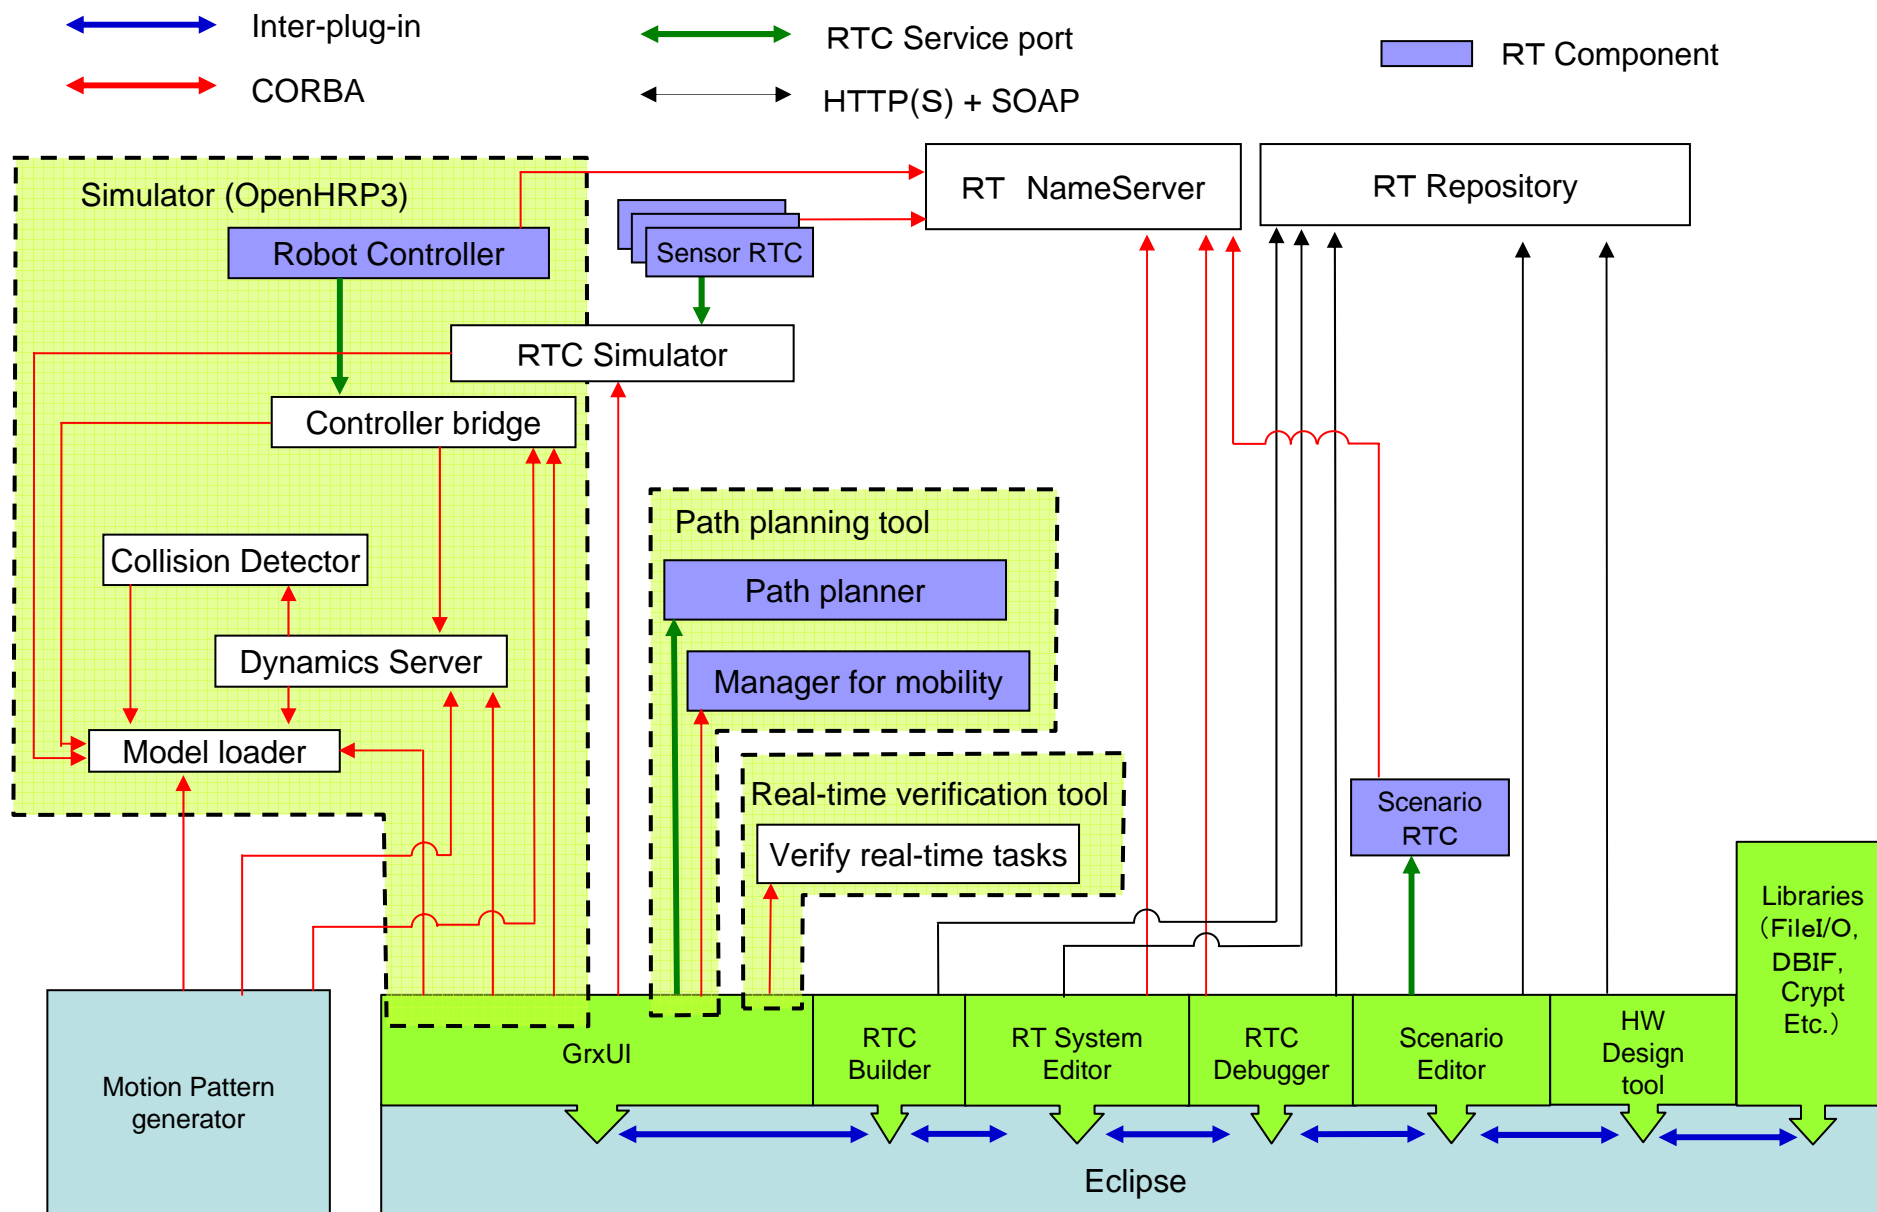 Inter-plug-in
RTC Service port
RT Component
CORBA
HTTP(S) + SOAP
Simulator (OpenHRP3)
RT NameServer
RT Repository
Robot Controller
Sensor RTC
RTC Simulator
Controller bridge
Path planning tool
Collision Detector
Path planner
Dynamics Server
Manager for mobility
Model loader
Real-time verification tool
Verify real-time tasks
Scenario
RTC
Libraries
(FileI/O,
DBIF,
Crypt
Etc.)
Motion Pattern
generator
GrxUI
RTC
Builder
RT System
Editor
RTC
Debugger
Scenario
Editor
HW
Design
tool
Eclipse